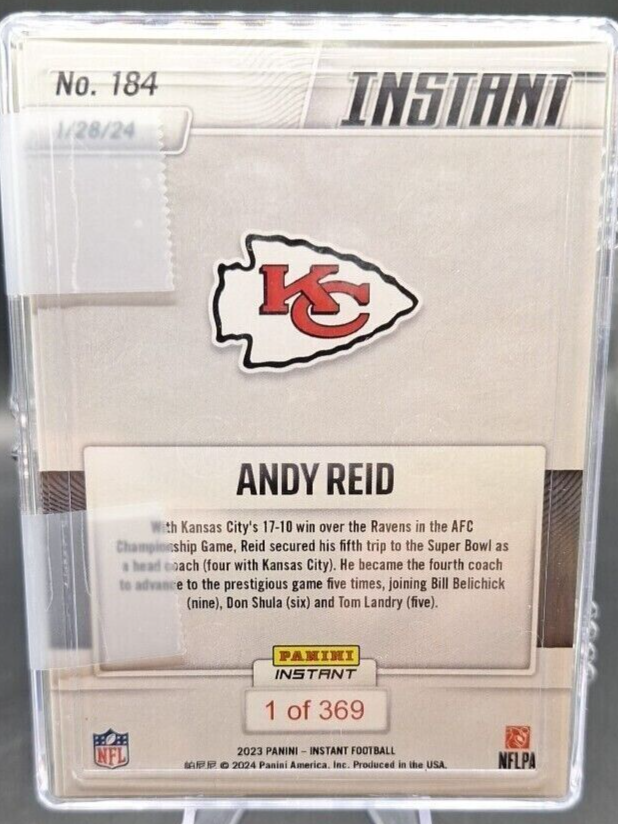 No. 184
INSTANT
1/28/24
KC
ANDY REID
With Kansas City's 17-10 win over the Ravens in the AFC
Championship Game, Reid secured his fifth trip to the Super Bowl as
a head coach (four with Kansas City). He became the fourth coach
to advance to the prestigious game five times, joining Bill Belichick
(nine), Don Shula (six) and Tom Landry (five).
PANINI
INSTANT
1 of 369
NFL
2023 PANINI – INSTANT FOOTBALL
帕尼尼 © 2024 Panini America, Inc. Produced in the USA.
NFLPA